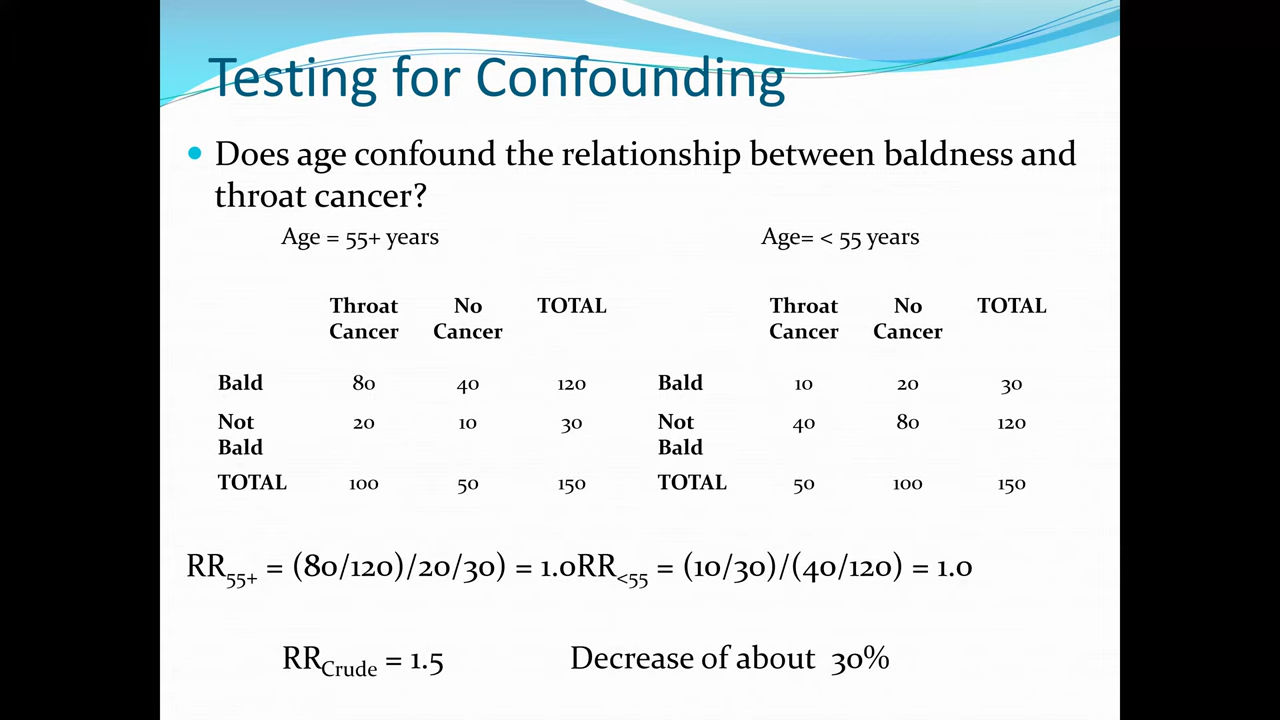 Testing for Confounding
Does age confound the relationship between baldness and
throat cancer?
Age = 55+ years
Throat Cancer No Cancer TOTAL
Bald 80 40 120
Not Bald 20 10 30
TOTAL 100 50 150
Age= < 55 years
Throat Cancer No Cancer TOTAL
Bald 10 20 30
Not Bald 40 80 120
TOTAL 50 100 150
RR55+ = (80/120)/20/30) = 1.0RR<55 = (10/30)/(40/120) = 1.0
RRCrude = 1.5 Decrease of about 30%